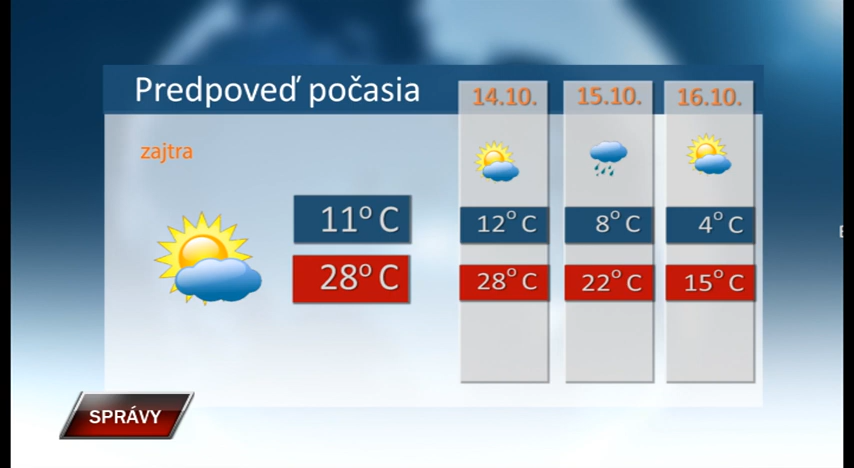 Predpoveď počasia
zajtra
11° C
28° C
14.10.
12° C
28° C
15.10.
8° C
22° C
16.10.
4° C
15° C
SPRÁVY